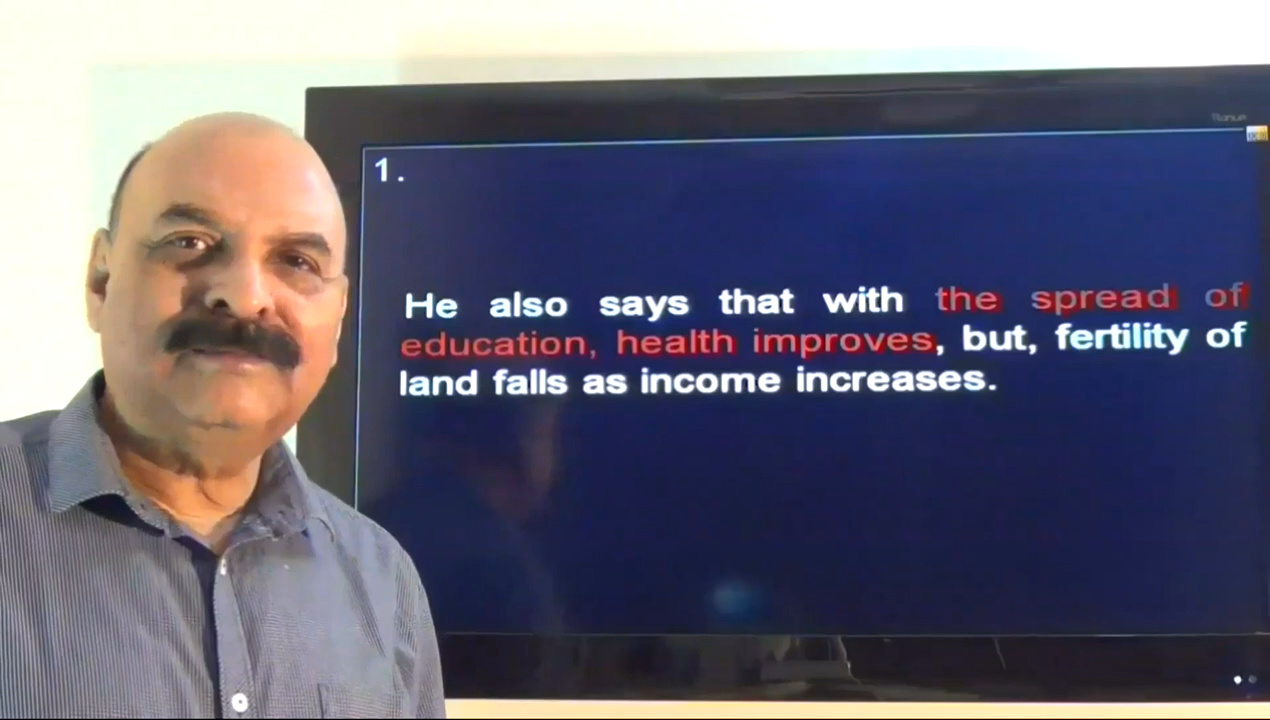 1.
He also says that with the spread of
education, health improves, but, fertility of
land falls as income increases.